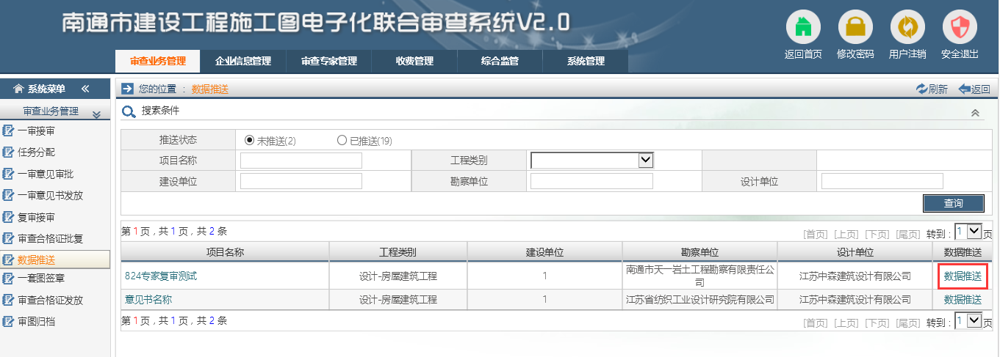 南通市建设工程施工图电子化联合审查系统V2.0
返回首页 修改密码 用户注销 安全退出
审查业务管理 企业信息管理 审查专家管理 收费管理 综合监管 系统管理
系统菜单 «
您的位置 : 数据推送 刷新 返回
审查业务管理
一审接审
任务分配
一审意见审批
一审意见书发放
复审接审
审查合格证批复
数据推送
一套图签章
审查合格证发放
审图归档
搜索条件
推送状态 未推送(2) 已推送(19)
项目名称 工程类别
建设单位 勘察单位 设计单位
查询
第 1 页 , 共 1 页 , 共 2 条 [首页] [上页] [下页] [尾页] 转到 : 1 页
项目名称 工程类别 建设单位 勘察单位 设计单位 数据推送
824专家复审测试 设计-房屋建筑工程 1 南通市天一岩土工程勘察有限责任公
司 江苏中森建筑设计有限公司 数据推送
意见书名称 设计-房屋建筑工程 1 江苏省纺织工业设计研究院有限公司 江苏中森建筑设计有限公司 数据推送
第 1 页 , 共 1 页 , 共 2 条 [首页] [上页] [下页] [尾页] 转到 : 1 页